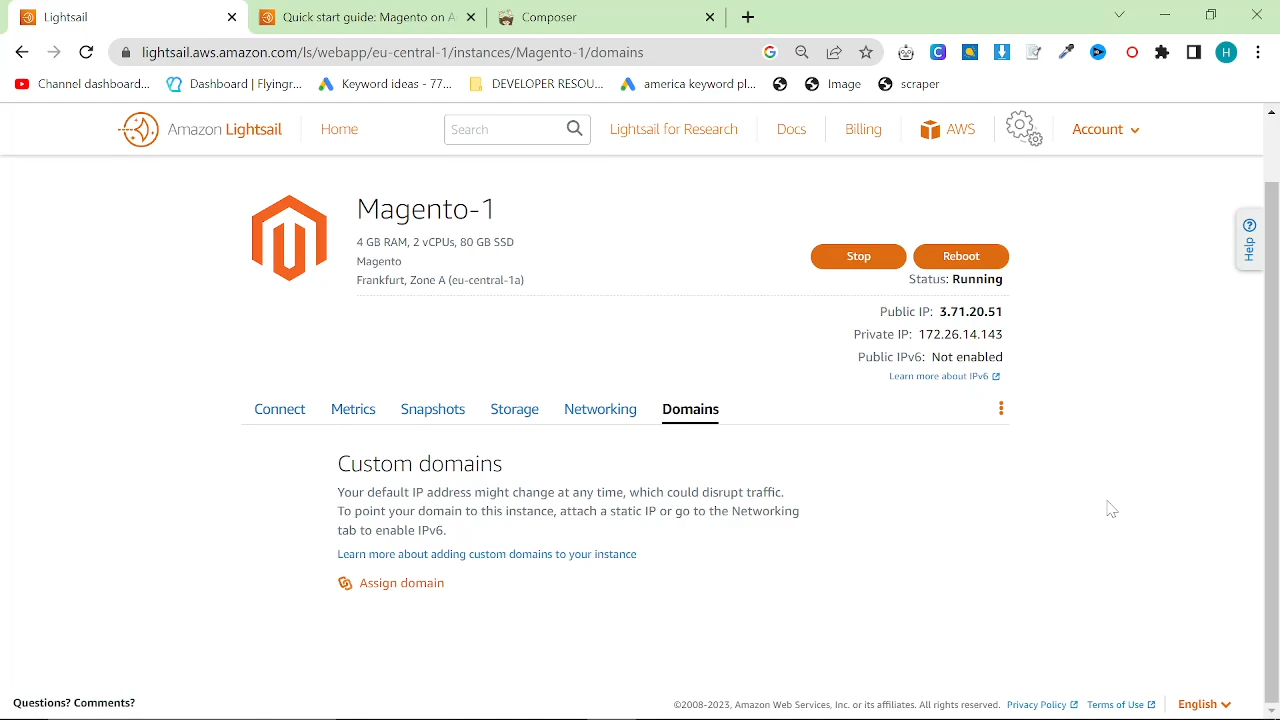 Lightsail
Quick start guide: Magento on A
Composer
lightsail.aws.amazon.com/ls/webapp/eu-central-1/instances/Magento-1/domains
Channel dashboard...
Dashboard | Flyingr...
Keyword ideas - 77...
DEVELOPER RESOU...
america keyword pl...
Image
scraper
Amazon Lightsail
Home
Search
Lightsail for Research
Docs
Billing
AWS
Account
Magento-1
4 GB RAM, 2 vCPUs, 80 GB SSD
Magento
Frankfurt, Zone A (eu-central-1a)
Stop
Reboot
Status: Running
Public IP: 3.71.20.51
Private IP: 172.26.14.143
Public IPv6: Not enabled
Learn more about IPv6
Help
Connect
Metrics
Snapshots
Storage
Networking
Domains
Custom domains
Your default IP address might change at any time, which could disrupt traffic.
To point your domain to this instance, attach a static IP or go to the Networking
tab to enable IPv6.
Learn more about adding custom domains to your instance
Assign domain
Questions? Comments?
©2008-2023, Amazon Web Services, Inc. or its affiliates. All rights reserved.
Privacy Policy
Terms of Use
English